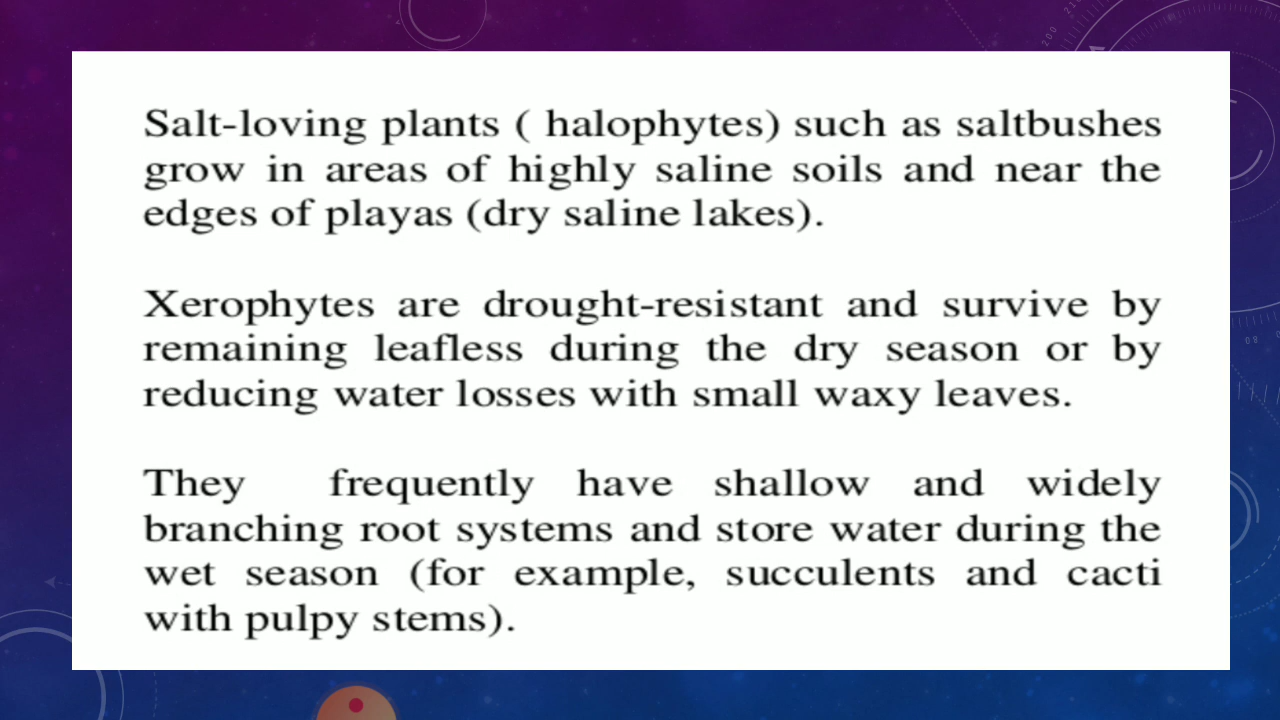 Salt-loving plants ( halophytes) such as saltbushes
grow in areas of highly saline soils and near the
edges of playas (dry saline lakes).
Xerophytes are drought-resistant and survive by
remaining leafless during the dry season or by
reducing water losses with small waxy leaves.
They frequently have shallow and widely
branching root systems and store water during the
wet season (for example, succulents and cacti
with pulpy stems).
200
80